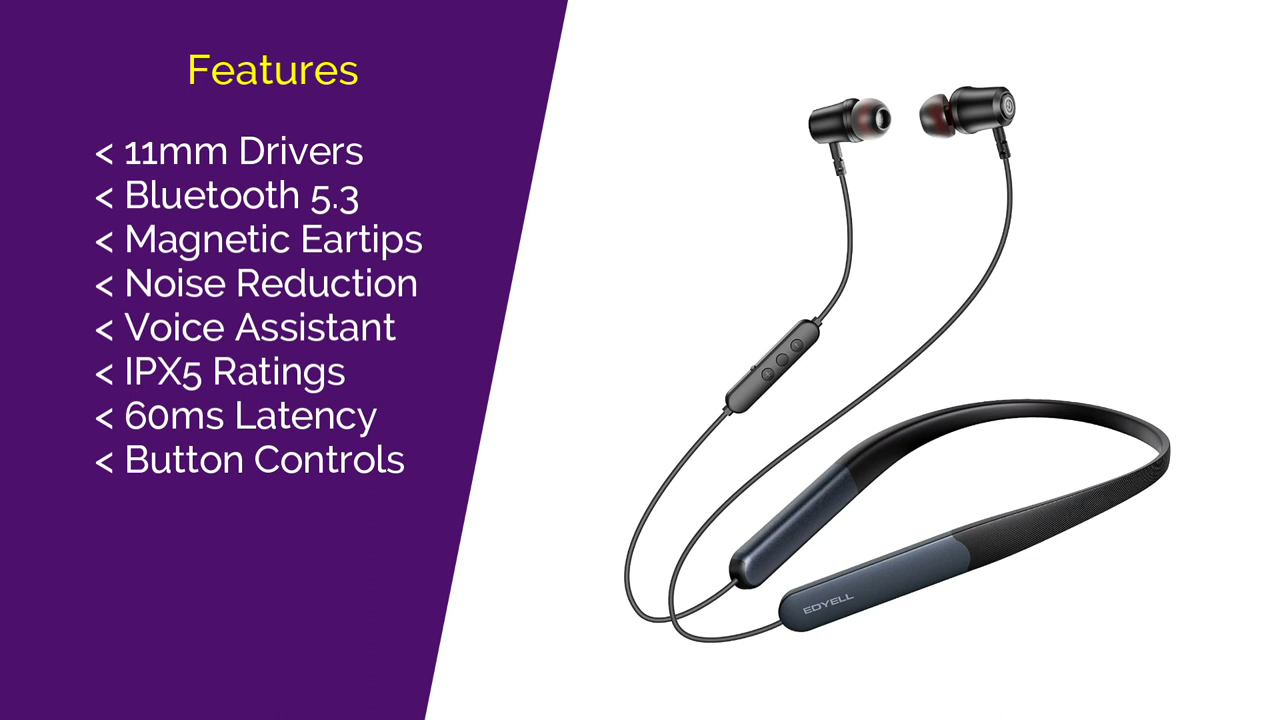 Features
< 11mm Drivers
< Bluetooth 5.3
< Magnetic Eartips
< Noise Reduction
< Voice Assistant
< IPX5 Ratings
< 60ms Latency
< Button Controls
EDYELL